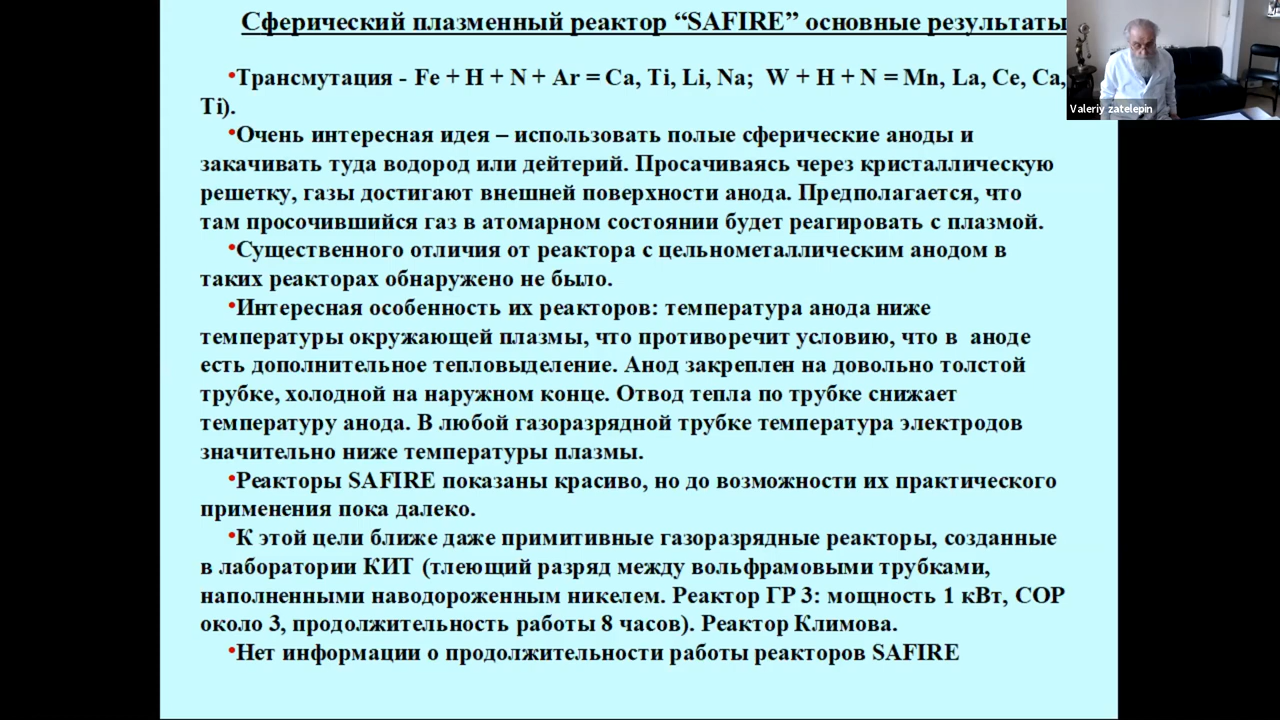 Сферический плазменный реактор “SAFIRE” основные результаты
•Трансмутация - Fe + H + N + Ar = Ca, Ti, Li, Na;  W + H + N = Mn, La, Ce, Ca,
Ti).
•Очень интересная идея – использовать полые сферические аноды и
закачивать туда водород или дейтерий. Просачиваясь через кристаллическую
решетку, газы достигают внешней поверхности анода. Предполагается, что
там просочившийся газ в атомарном состоянии будет реагировать с плазмой.
•Существенного отличия от реактора с цельнометаллическим анодом в
таких реакторах обнаружено не было.
•Интересная особенность их реакторов: температура анода ниже
температуры окружающей плазмы, что противоречит условию, что в  аноде
есть дополнительное тепловыделение. Анод закреплен на довольно толстой
трубке, холодной на наружном конце. Отвод тепла по трубке снижает
температуру анода. В любой газоразрядной трубке температура электродов
значительно ниже температуры плазмы.
•Реакторы SAFIRE показаны красиво, но до возможности их практического
применения пока далеко.
•К этой цели ближе даже примитивные газоразрядные реакторы, созданные
в лаборатории КИТ (тлеющий разряд между вольфрамовыми трубками,
наполненными наводороженным никелем. Реактор ГР 3: мощность 1 кВт, СОР
около 3, продолжительность работы 8 часов). Реактор Климова.
•Нет информации о продолжительности работы реакторов SAFIRE
Valeriy zatelepin